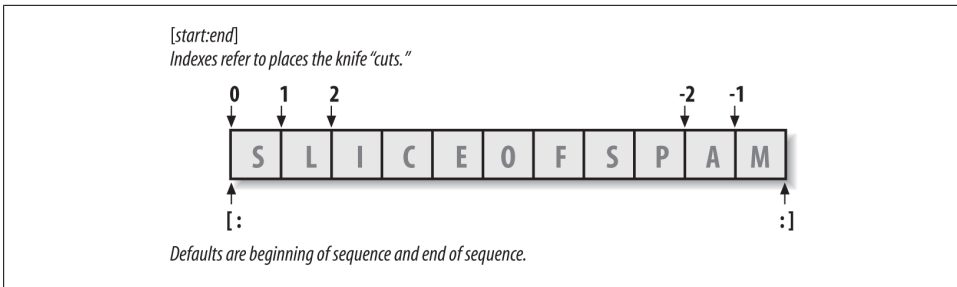 [start:end]
Indexes refer to places the knife “cuts.”
0 1 2 -2 -1
S L I C E O F S P A M
[: :]
Defaults are beginning of sequence and end of sequence.